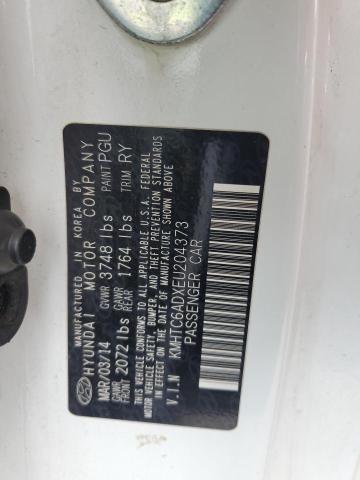 MANUFACTURED IN KOREA BY
HYUNDAI MOTOR COMPANY
MAR/03/14 GVWR 3748 lbs PAINT PGU
GAWR FRONT 2072 lbs GAWR REAR 1764 lbs TRIM RY
THIS VEHICLE CONFORMS TO ALL APPLICABLE U.S.A. FEDERAL
MOTOR VEHICLE SAFETY, BUMPER, AND THEFT PREVENTION
STANDARDS IN EFFECT ON THE DATE OF MANUFACTURE SHOWN ABOVE.
V.I.N KMHTC6ADXEU204373
PASSENGER CAR